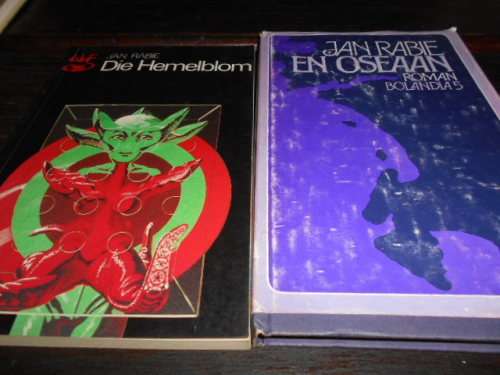 JAN RABIE
Die Hemelblom
JAN RABIE
EN OSEAAN
ROMAN
BOLANDIA 5